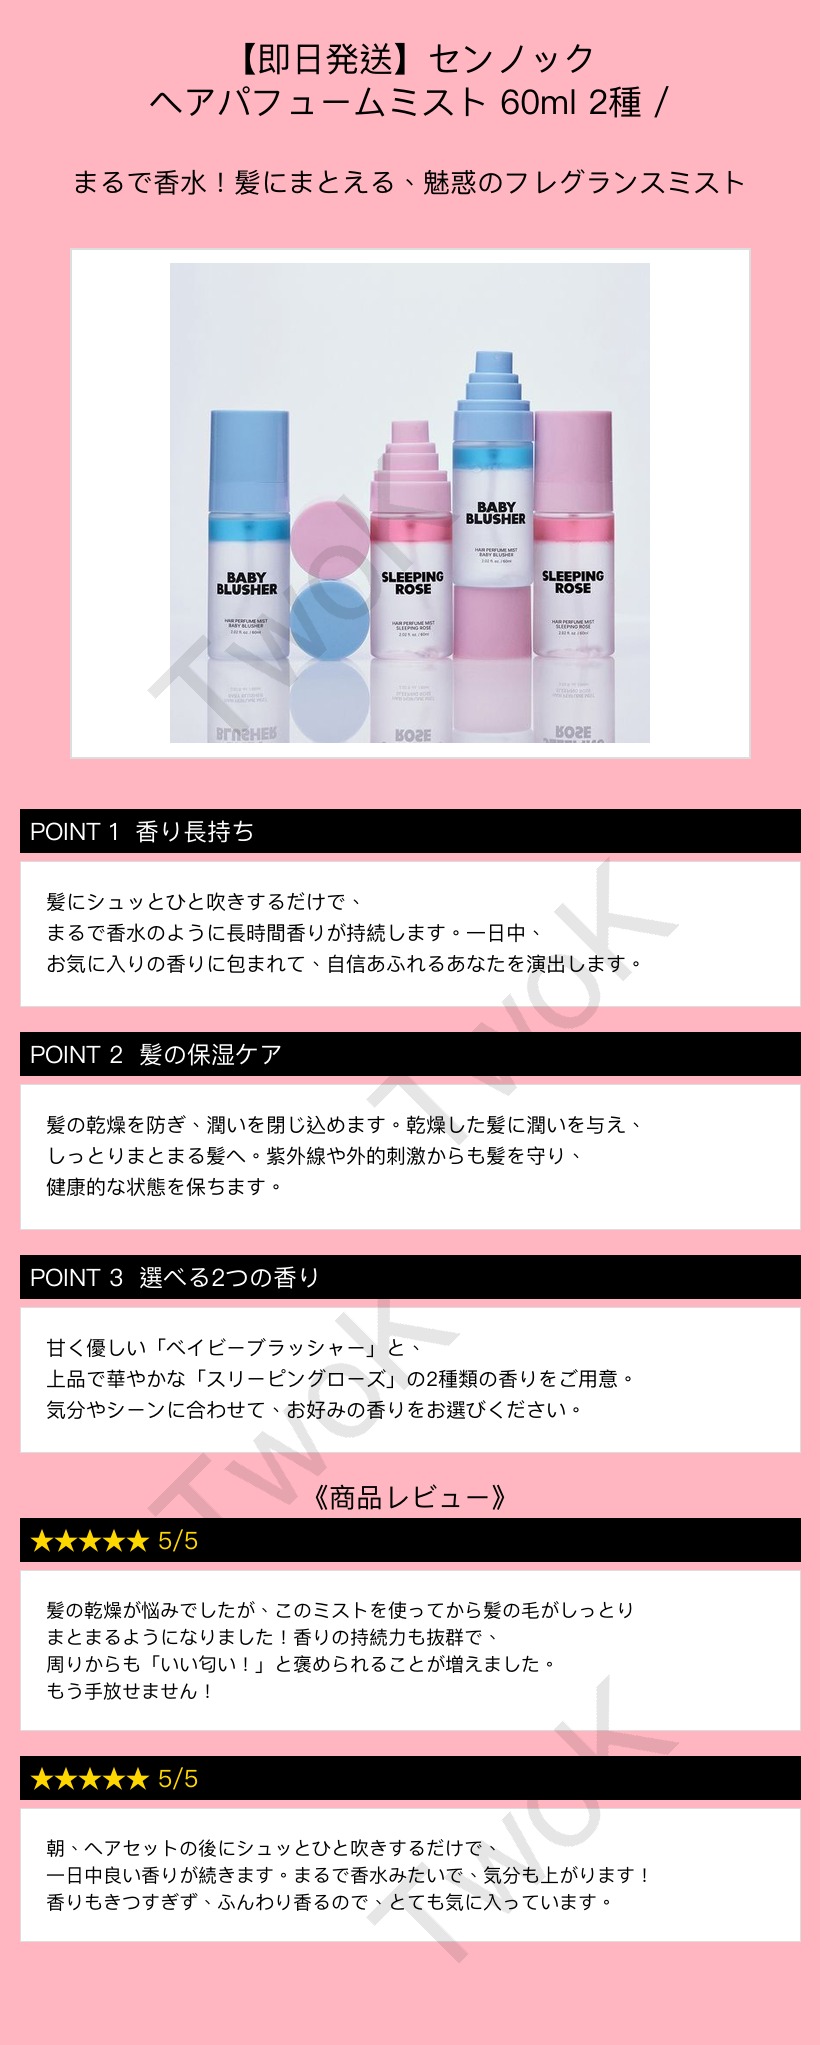 【即日発送】センノック
ヘアパフュームミスト 60ml 2種 /
まるで香水！髪にまとえる、魅惑のフレグランスミスト
BABY
BLUSHER
HAIR PERFUME MIST
BABY BLUSHER
2.02 fl. oz. / 60ml
SLEEPING
ROSE
HAIR PERFUME MIST
SLEEPING ROSE
2.02 fl. oz. / 60ml
BABY
BLUSHER
HAIR PERFUME MIST
BABY BLUSHER
2.02 fl. oz. / 60ml
SLEEPING
ROSE
HAIR PERFUME MIST
SLEEPING ROSE
2.02 fl. oz. / 60ml
TwoK
POINT 1 香り長持ち
髪にシュッとひと吹きするだけで、
まるで香水のように長時間香りが持続します。一日中、
お気に入りの香りに包まれて、自信あふれるあなたを演出します。
TwoK
POINT 2 髪の保湿ケア
髪の乾燥を防ぎ、潤いを閉じ込めます。乾燥した髪に潤いを与え、
しっとりまとまる髪へ。紫外線や外的刺激からも髪を守り、
健康的な状態を保ちます。
POINT 3 選べる2つの香り
甘く優しい「ベイビーブラッシャー」と、
上品で華やかな「スリーピングローズ」の2種類の香りをご用意。
気分やシーンに合わせて、お好みの香りをお選びください。
TwoK
《商品レビュー》
★★★★★ 5/5
髪の乾燥が悩みでしたが、このミストを使ってから髪の毛がしっとり
まとまるようになりました！香りの持続力も抜群で、
周りからも「いい匂い！」と褒められることが増えました。
もう手放せません！
★★★★★ 5/5
朝、ヘアセットの後にシュッとひと吹きするだけで、
一日中良い香りが続きます。まるで香水みたいで、気分も上がります！
香りもきつすぎず、ふんわり香るので、とても気に入っています。
TwoK